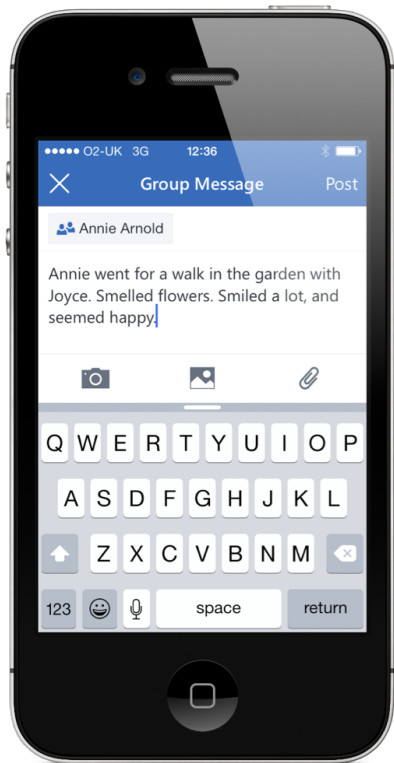 O2-UK 3G 12:36
Group Message Post
Annie Arnold
Annie went for a walk in the garden with
Joyce. Smelled flowers. Smiled a lot, and
seemed happy.
Q W E R T Y U I O P
A S D F G H J K L
Z X C V B N M
123 space return